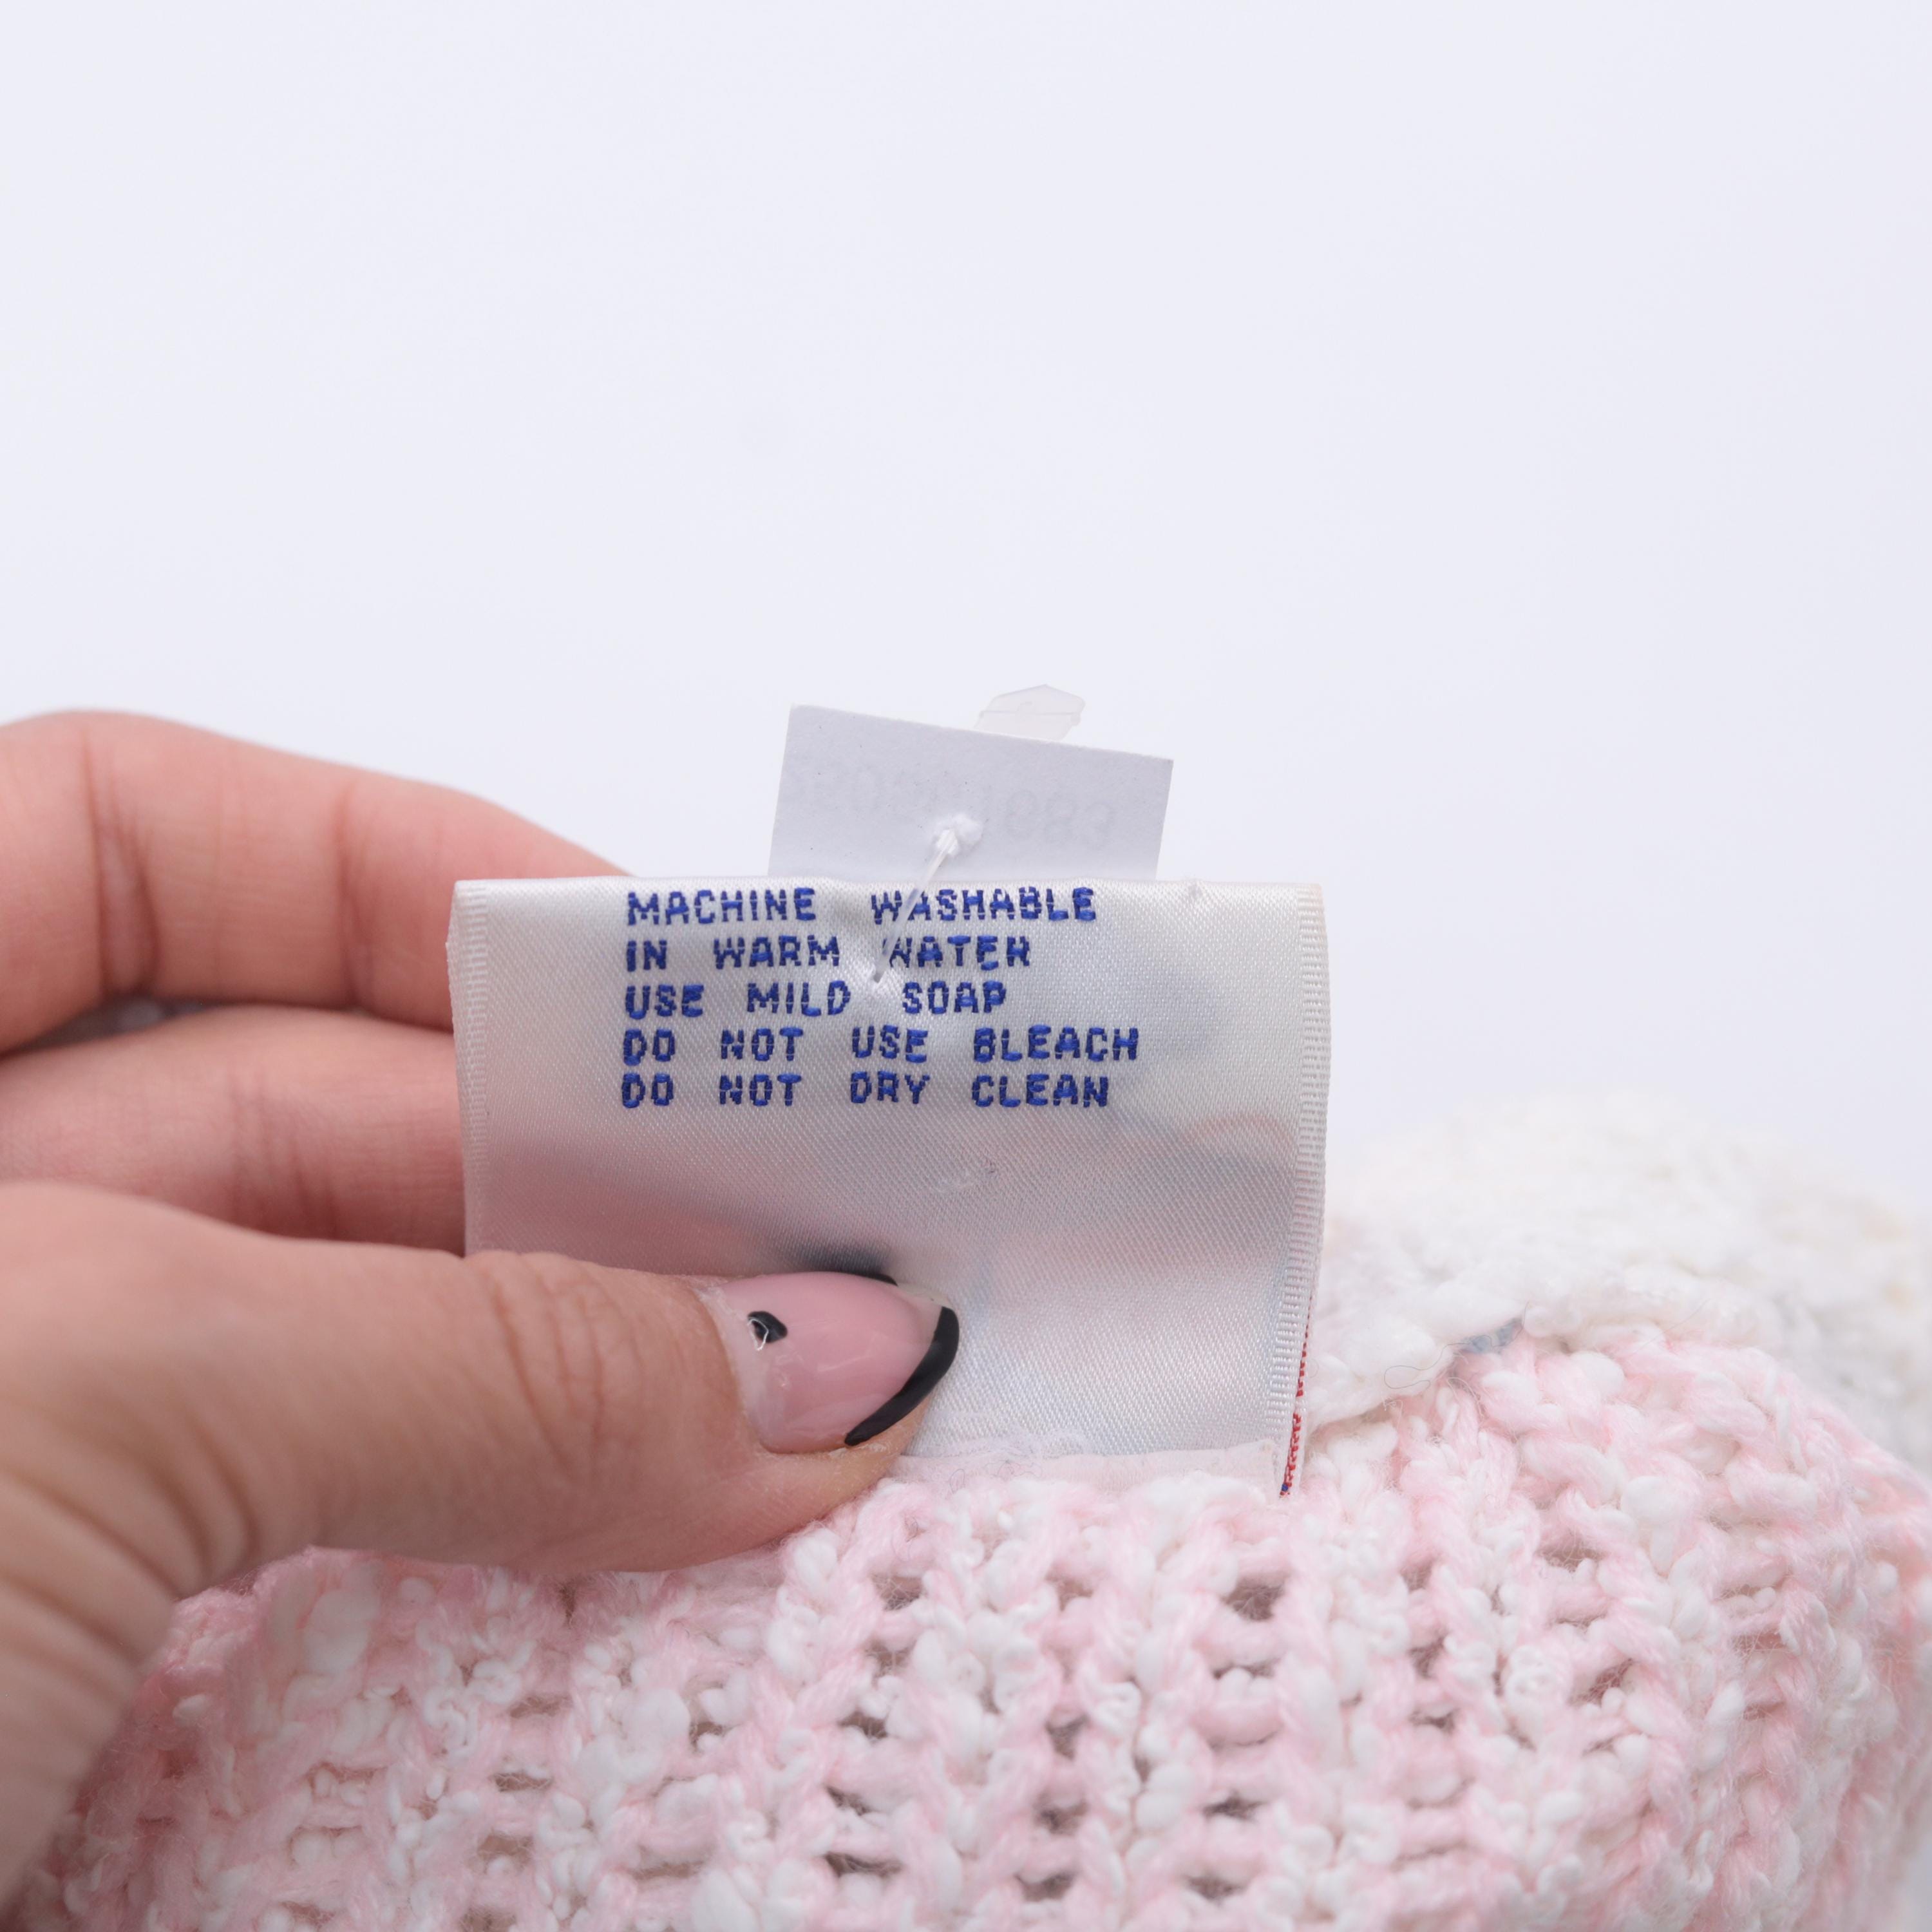 MACHINE WASHABLE
IN WARM WATER
USE MILD SOAP
DO NOT USE BLEACH
DO NOT DRY CLEAN